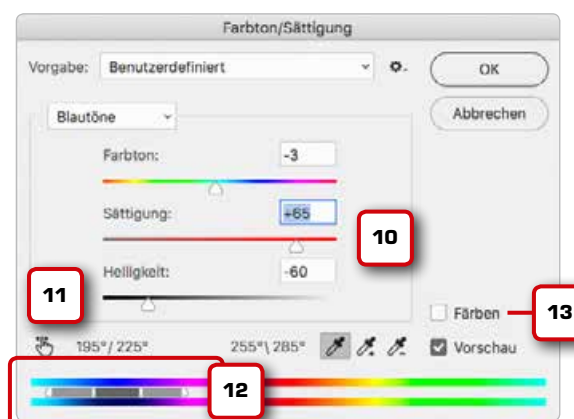 Farbton/Sättigung
Vorgabe: Benutzerdefiniert
OK
Blautöne
Abbrechen
Farbton: -3
Sättigung: +65
10
Helligkeit: -60
11
Färben
13
195°/ 225° 255°\ 285°
Vorschau
12